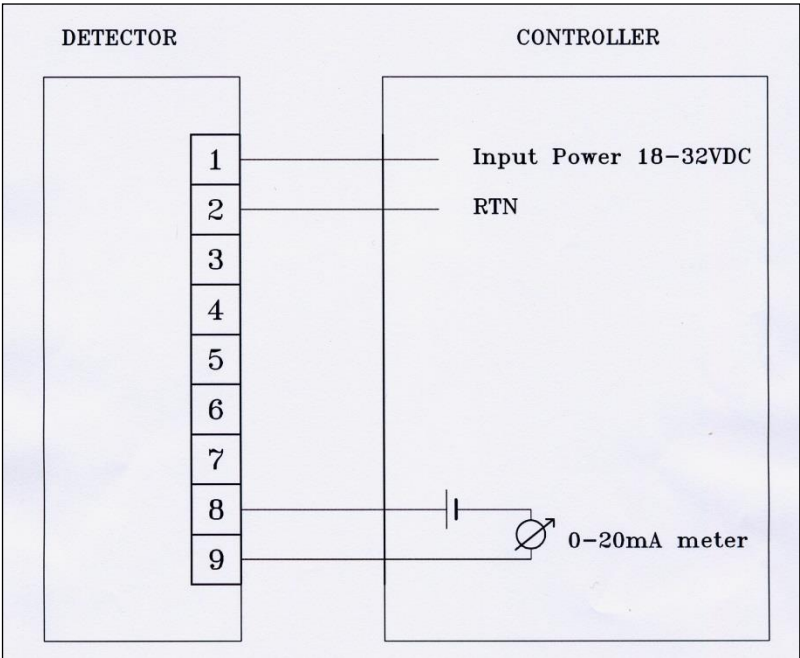 DETECTOR CONTROLLER
1 Input Power 18-32VDC
2 RTN
3
4
5
6
7
8
9 0-20mA meter